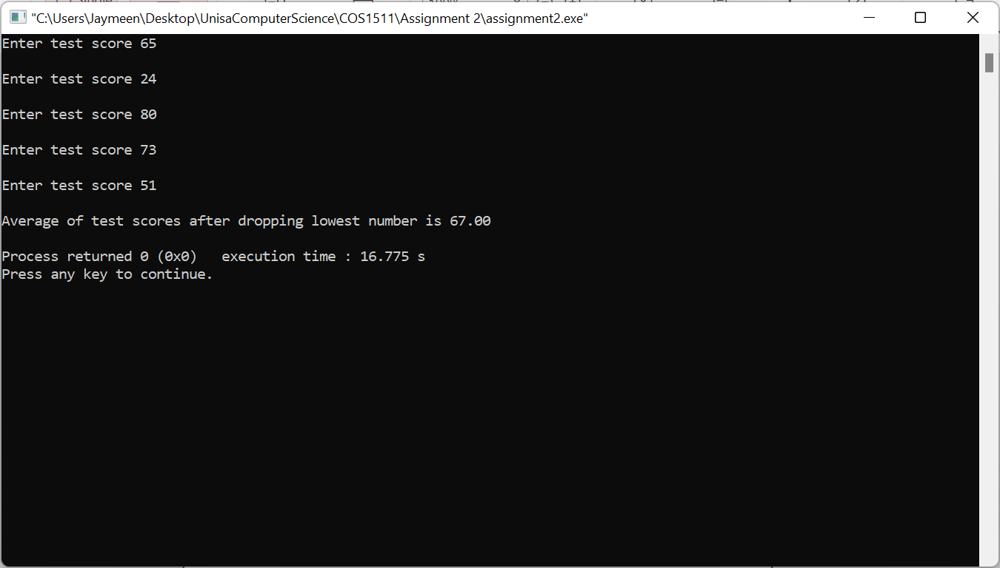 "C:\Users\Jaymeen\Desktop\UnisaComputerScience\COS1511\Assignment 2\assignment2.exe"
Enter test score 65
Enter test score 24
Enter test score 80
Enter test score 73
Enter test score 51
Average of test scores after dropping lowest number is 67.00
Process returned 0 (0x0)   execution time : 16.775 s
Press any key to continue.